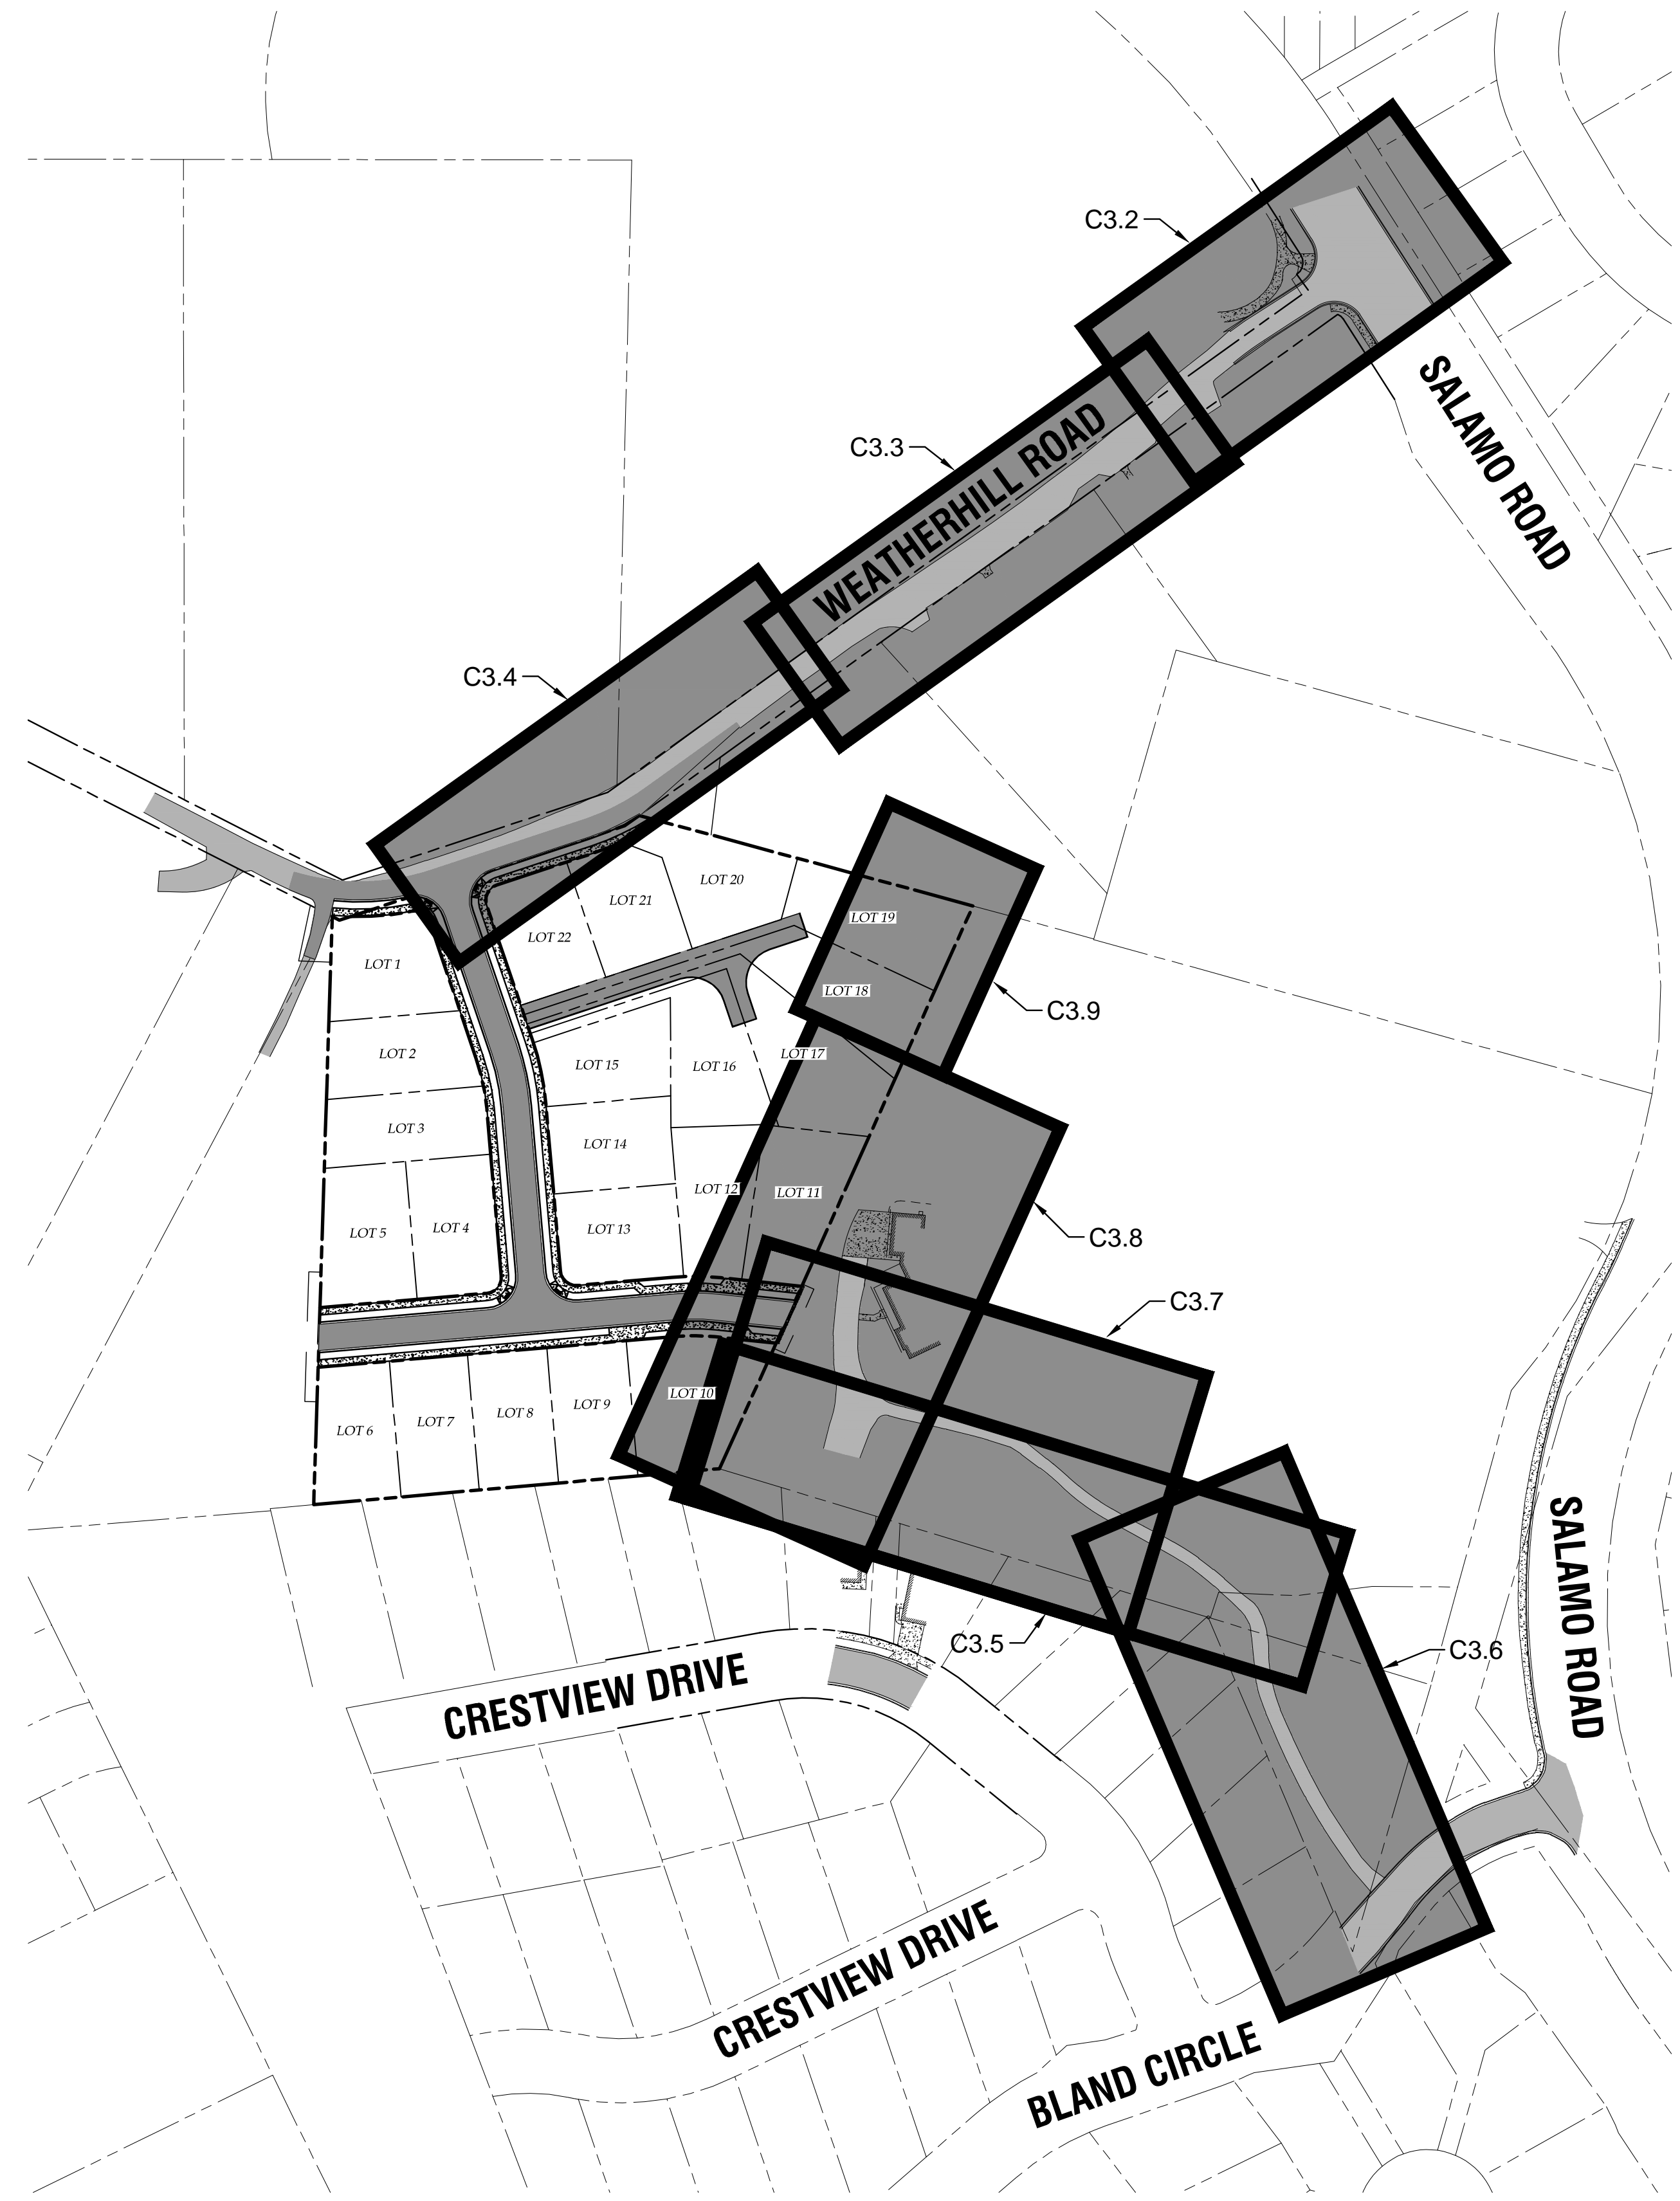 C3.2
SALAMO ROAD
C3.3
WEATHERHILL ROAD
C3.4
LOT 20
LOT 21
LOT 19
LOT 22
LOT 1
LOT 18
C3.9
LOT 2
LOT 17
LOT 15
LOT 16
LOT 3
LOT 14
LOT 12
LOT 11
LOT 5
LOT 4
LOT 13
C3.8
C3.7
LOT 10
LOT 9
LOT 8
LOT 7
LOT 6
SALAMO ROAD
C3.5
C3.6
CRESTVIEW DRIVE
CRESTVIEW DRIVE
BLAND CIRCLE